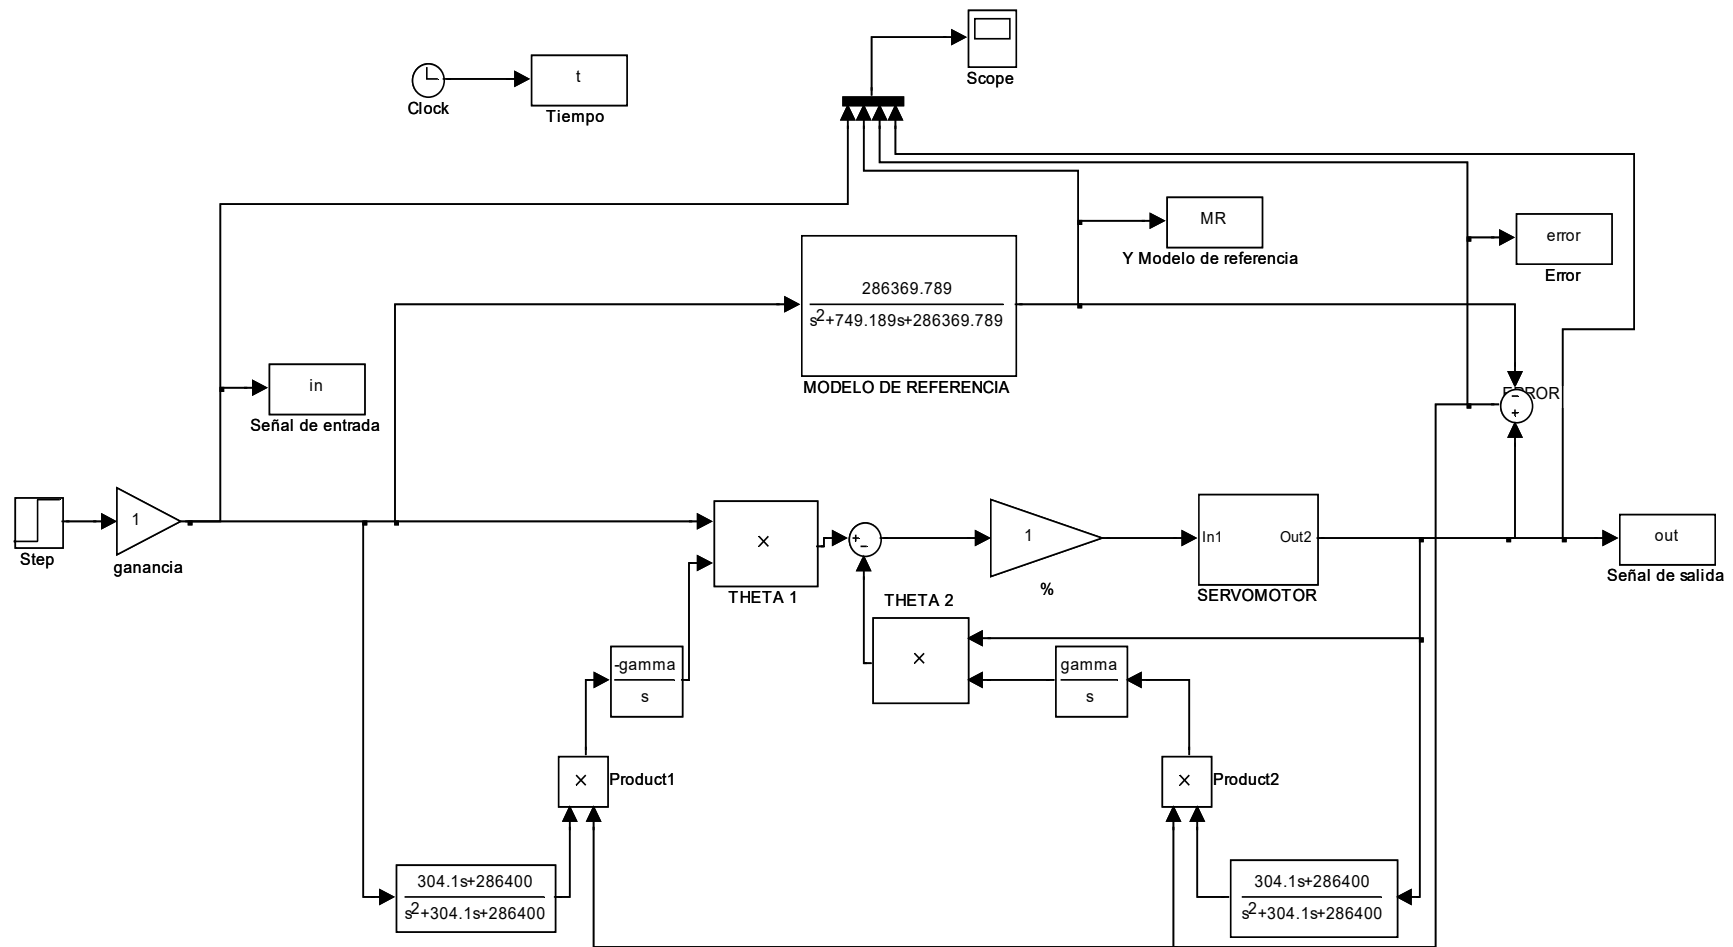 Scope
Clock
t
Tiempo
MR
Y Modelo de referencia
error
Error
286369.789
s2+749.189s+286369.789
MODELO DE REFERENCIA
in
Señal de entrada
ERROR
-
+
Step
1
ganancia
×
THETA 1
+
-
1
%
In1
Out2
SERVOMOTOR
out
Señal de salida
THETA 2
×
-gamma
s
gamma
s
×
Product1
×
Product2
304.1s+286400
s2+304.1s+286400
304.1s+286400
s2+304.1s+286400